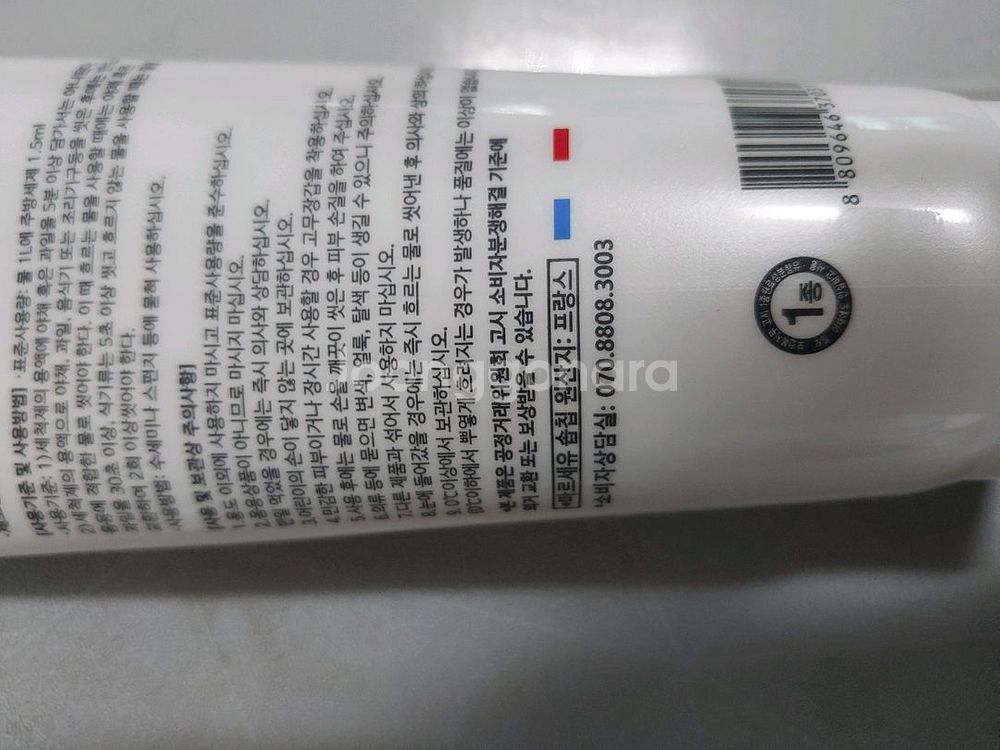 [사용기준 및 사용방법] · 표준사용량: 물 1L에 주방세제 1.5ml
·사용기준: 1) 세척제의 용액에 야채 혹은 과일을 5분 이상 담기서는 아니
2) 세척제의 용액으로 야채, 과일, 음식기 또는 조리기구등을 씻은 후에는
음용에 적합한 물로 씻어야 한다. 이 때 흐르는 물을 사용할 때에는 야채 또는
과일을 30초 이상, 식기류는 5초 이상 씻고 흐르지 않는 물을 사용할 때는
교환하여 2회 이상 씻어야 한다.
사용방법: 수세미나 스펀지 등에 묻혀 사용하십시오.
[사용 및 보관상 주의사항]
1.용도 이외에 사용하지 마시고 표준사용량을 준수하십시오.
2.음용상품이 아니므로 마시지 마십시오.
만일 먹었을 경우에는 즉시 의사와 상담하십시오.
3.어린이의 손이 닿지 않는 곳에 보관하십시오.
4.민감한 피부이거나 장시간 사용할 경우 고무장갑을 착용하십시오
5.사용 후에는 물로 손을 깨끗이 씻은 후 피부 손질을 하여 주십시오.
6.의류 등에 묻으면 변색, 얼룩, 탈색 등이 생길 수 있으니 주의하십시오
7.다른 제품과 섞어서 사용하지 마십시오.
8.눈에 들어갔을 경우에는 즉시 흐르는 물로 씻어낸 후 의사와 상의
9. 0℃이상에서 보관하십시오.
(0℃이하에서 뿌옇게 흐려지는 경우가 발생하나 품질에는 이상이 없습니
*본 제품은 공정거래위원회 고시 소비자분쟁해결 기준에
교환 또는 보상받을 수 있습니다.
마르세유 솝칩 원산지: 프랑스
*소비자상담실: 070.8808.3003
8 809646
1종